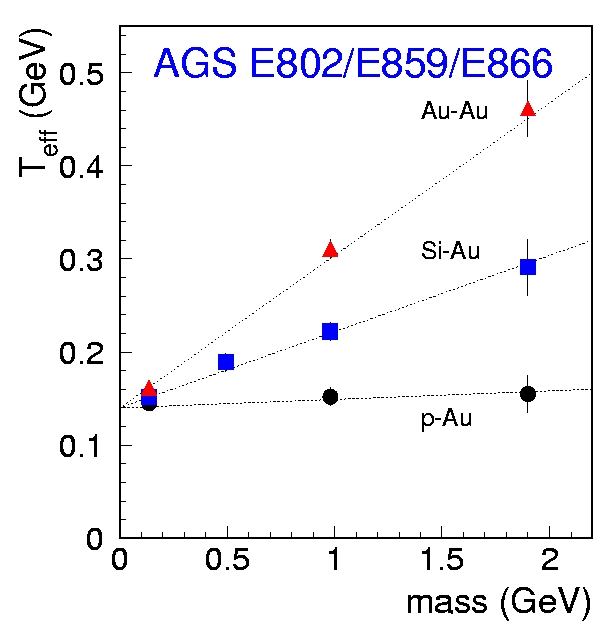 AGS E802/E859/E866
T_eff (GeV)
0.5
0.4
0.3
0.2
0.1
0
Au-Au
Si-Au
p-Au
0 0.5 1 1.5 2
mass (GeV)